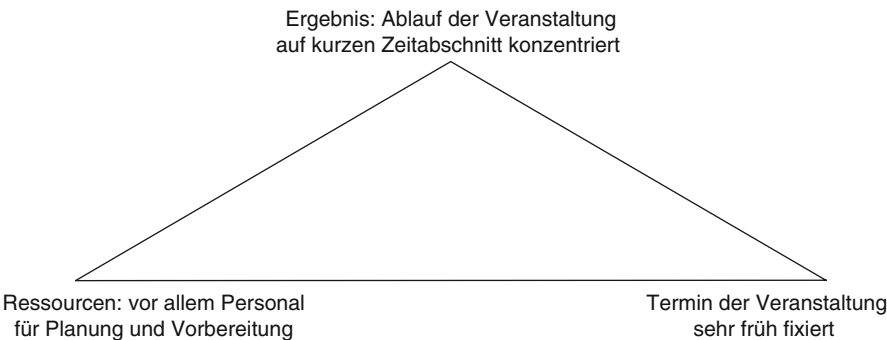 Ergebnis: Ablauf der Veranstaltung
auf kurzen Zeitabschnitt konzentriert
Ressourcen: vor allem Personal
für Planung und Vorbereitung
Termin der Veranstaltung
sehr früh fixiert